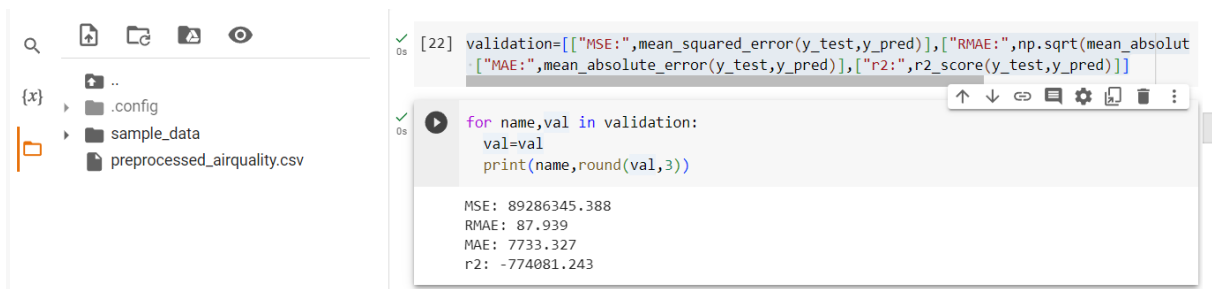 {x}
..
.config
sample_data
preprocessed_airquality.csv
0s
[22] validation=[["MSE:",mean_squared_error(y_test,y_pred)],["RMAE:",np.sqrt(mean_absolut
["MAE:",mean_absolute_error(y_test,y_pred)],["r2:",r2_score(y_test,y_pred)]]
0s
for name,val in validation:
val=val
print(name,round(val,3))
MSE: 89286345.388
RMAE: 87.939
MAE: 7733.327
r2: -774081.243